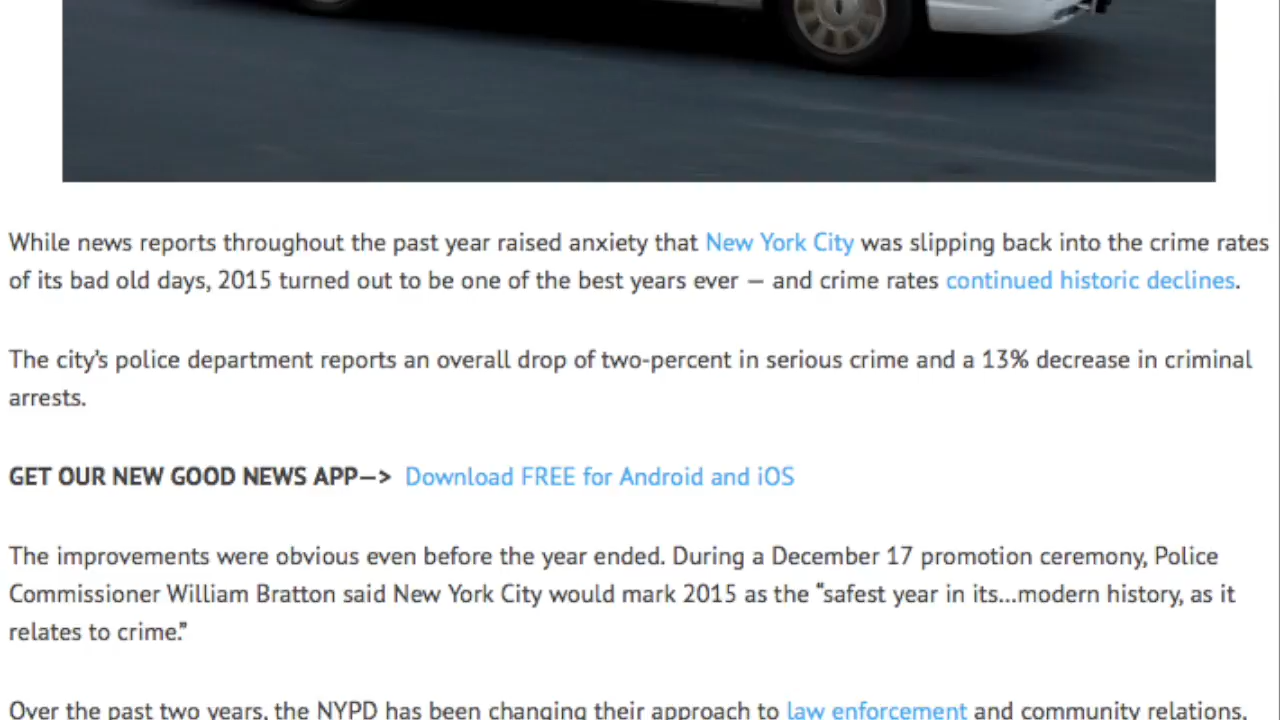 While news reports throughout the past year raised anxiety that New York City was slipping back into the crime rates
of its bad old days, 2015 turned out to be one of the best years ever — and crime rates continued historic declines.
The city’s police department reports an overall drop of two-percent in serious crime and a 13% decrease in criminal
arrests.
GET OUR NEW GOOD NEWS APP—> Download FREE for Android and iOS
The improvements were obvious even before the year ended. During a December 17 promotion ceremony, Police
Commissioner William Bratton said New York City would mark 2015 as the “safest year in its…modern history, as it
relates to crime.”
Over the past two years, the NYPD has been changing their approach to law enforcement and community relations,